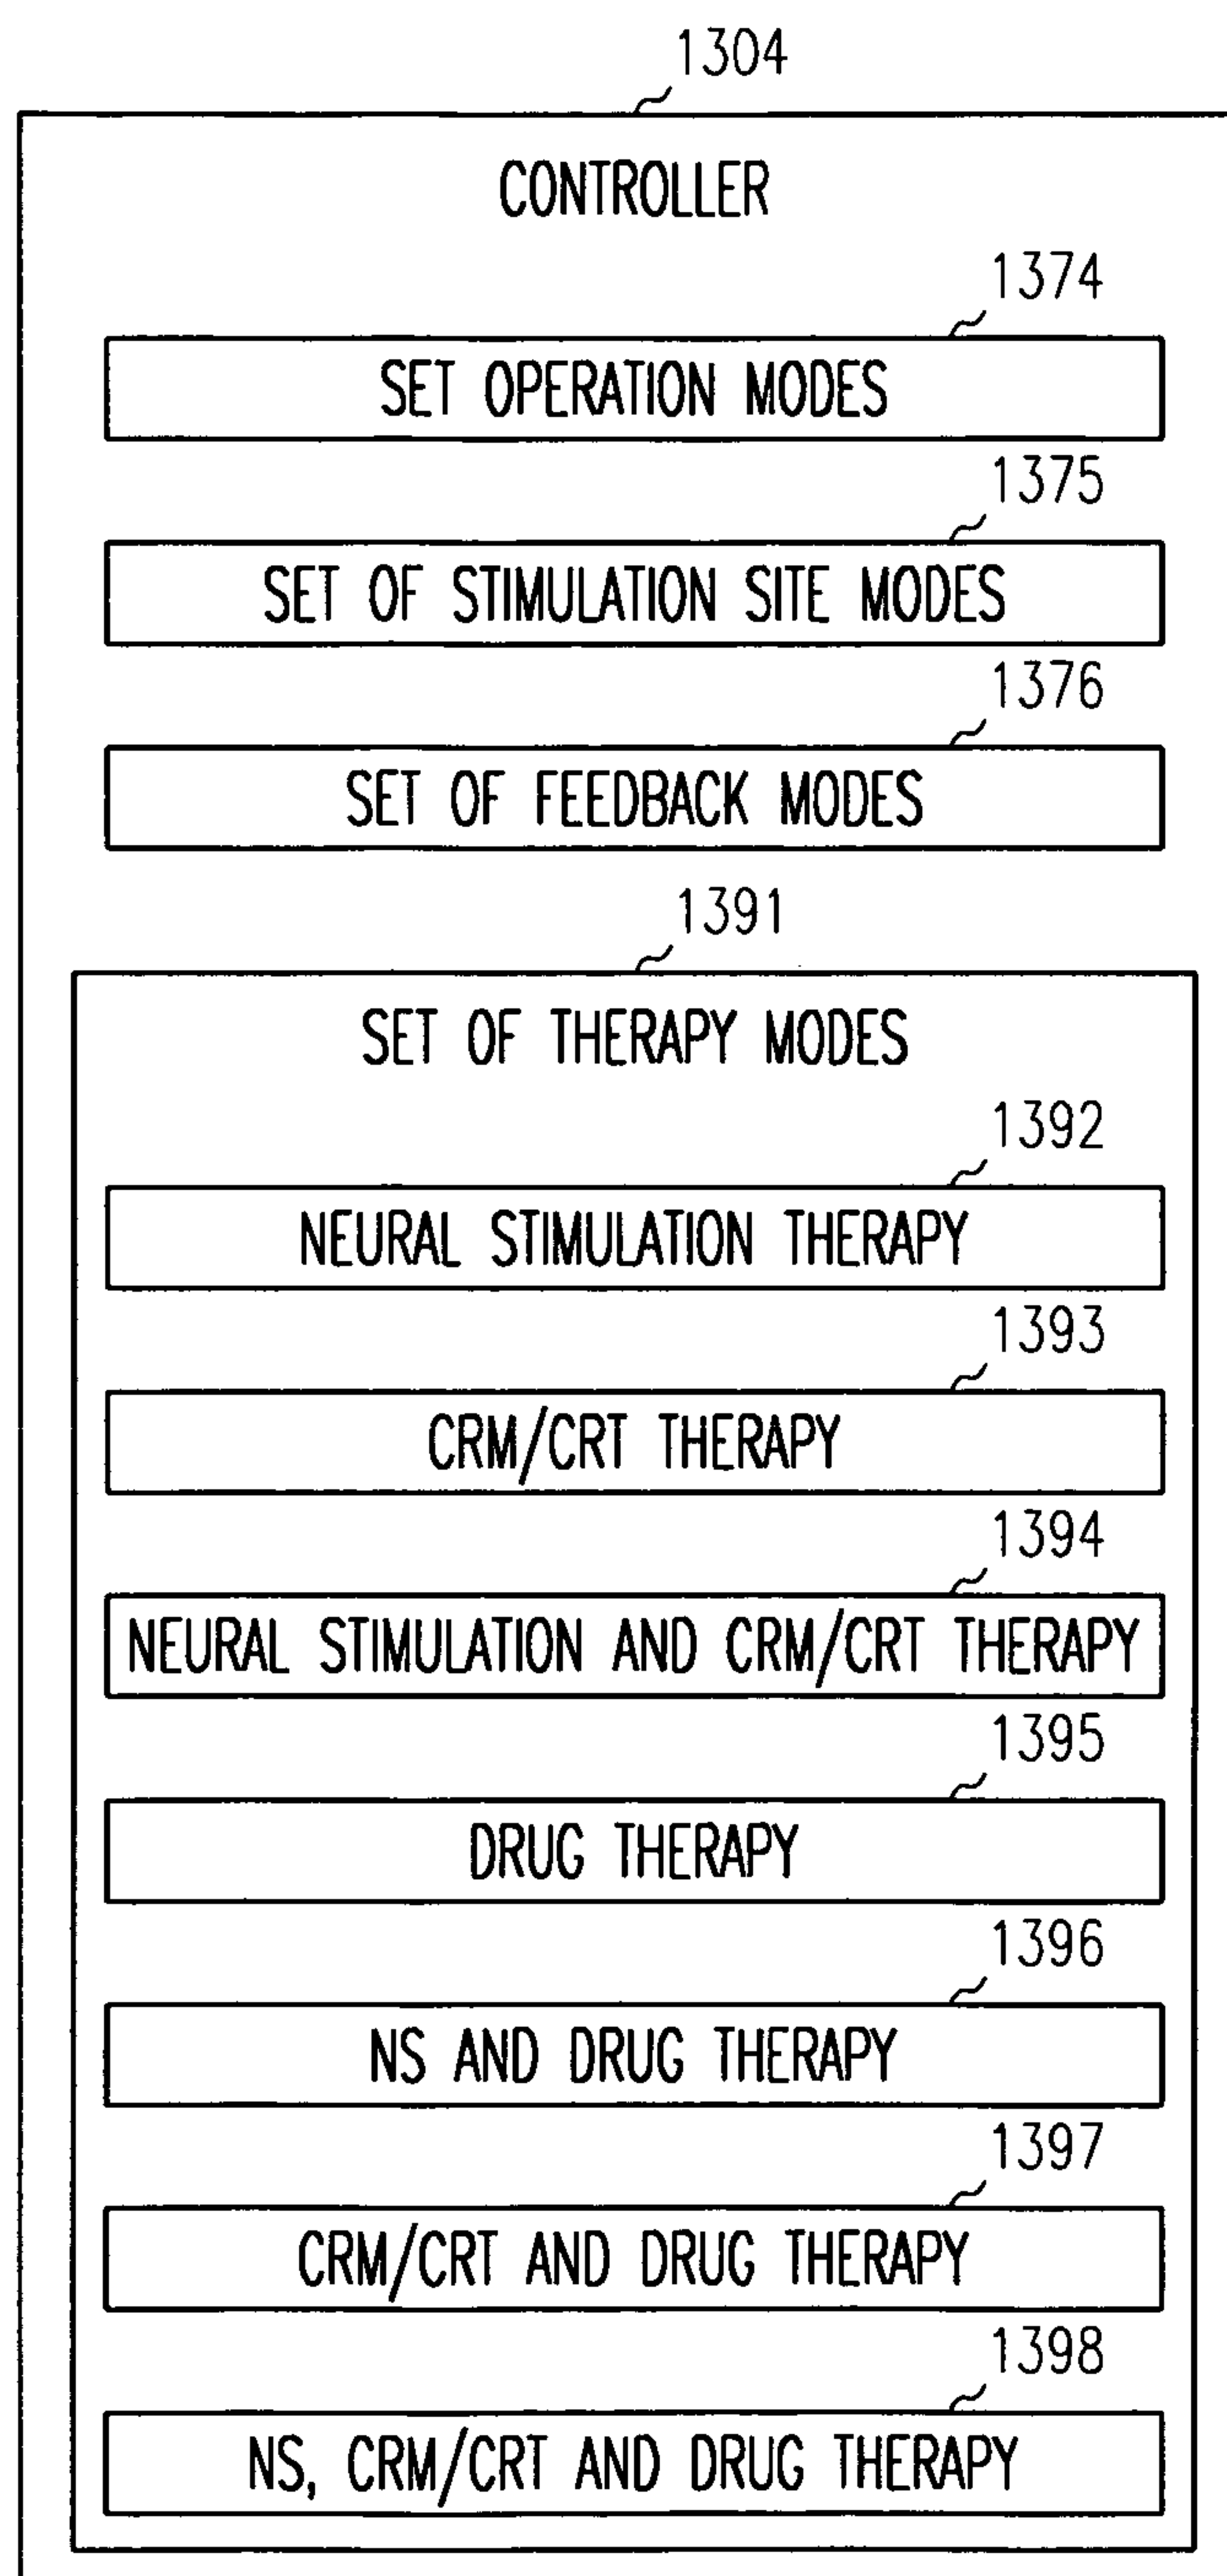 1304
CONTROLLER
1374
SET OPERATION MODES
1375
SET OF STIMULATION SITE MODES
1376
SET OF FEEDBACK MODES
1391
SET OF THERAPY MODES
1392
NEURAL STIMULATION THERAPY
1393
CRM/CRT THERAPY
1394
NEURAL STIMULATION AND CRM/CRT THERAPY
1395
DRUG THERAPY
1396
NS AND DRUG THERAPY
1397
CRM/CRT AND DRUG THERAPY
1398
NS, CRM/CRT AND DRUG THERAPY